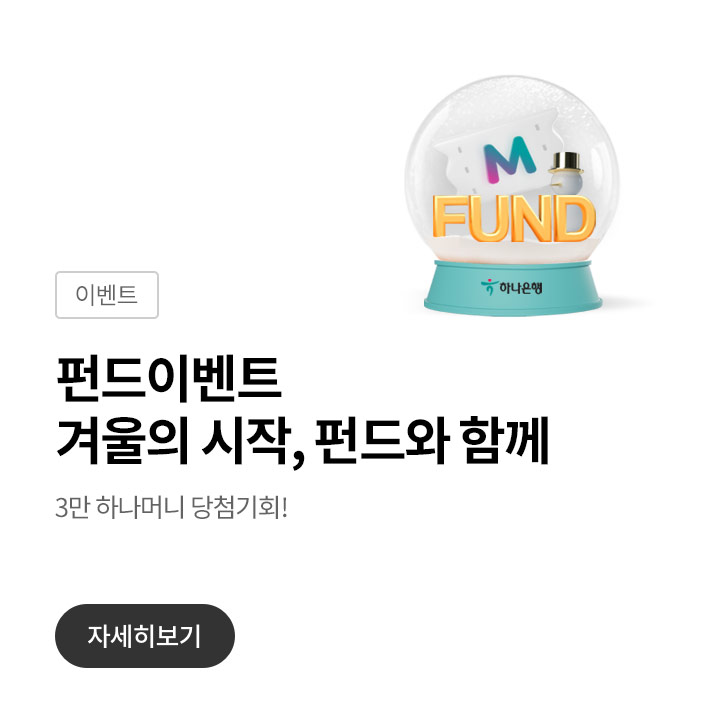 M
FUND
하나은행
이벤트
펀드이벤트
겨울의 시작, 펀드와 함께
3만 하나머니 당첨기회!
자세히보기